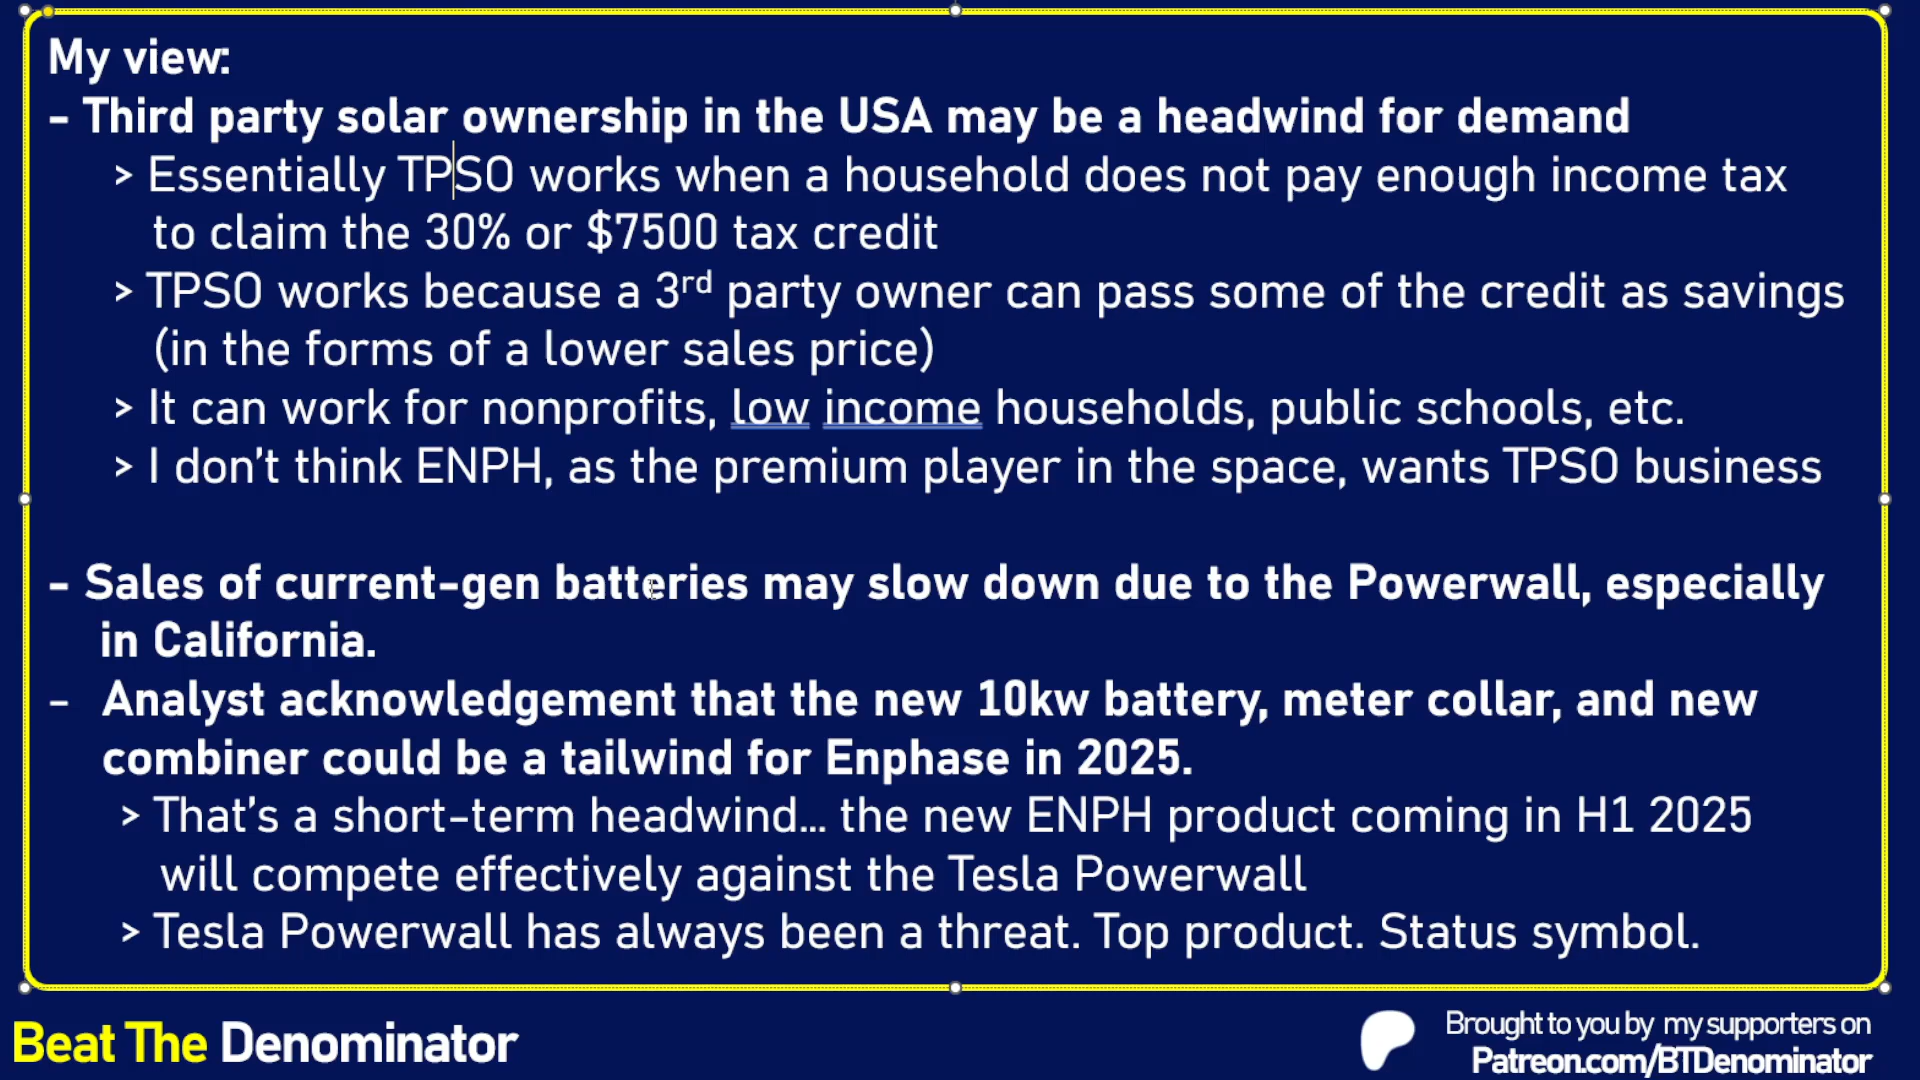 My view:
- Third party solar ownership in the USA may be a headwind for demand
> Essentially TPSO works when a household does not pay enough income tax
to claim the 30% or $7500 tax credit
> TPSO works because a 3rd party owner can pass some of the credit as savings
(in the forms of a lower sales price)
> It can work for nonprofits, low income households, public schools, etc.
> I don't think ENPH, as the premium player in the space, wants TPSO business
- Sales of current-gen batteries may slow down due to the Powerwall, especially
in California.
- Analyst acknowledgement that the new 10kw battery, meter collar, and new
combiner could be a tailwind for Enphase in 2025.
> That's a short-term headwind... the new ENPH product coming in H1 2025
will compete effectively against the Tesla Powerwall
> Tesla Powerwall has always been a threat. Top product. Status symbol.
Beat The Denominator
Brought to you by my supporters on
Patreon.com/BTDenominator